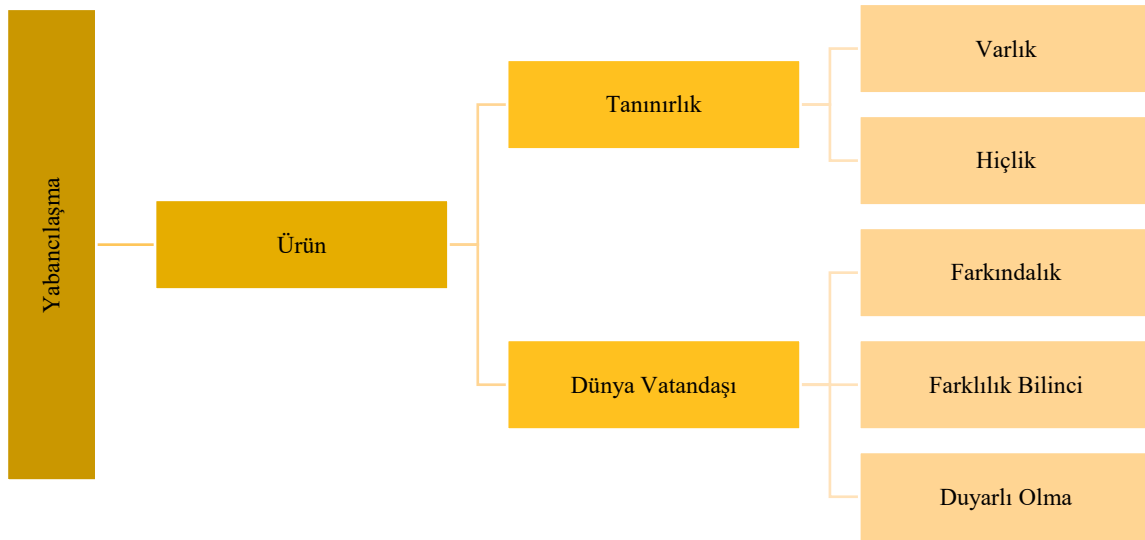 Yabancılaşma
Ürün
Tanınırlık
Varlık
Hiçlik
Dünya Vatandaşı
Farkındalık
Farklılık Bilinci
Duyarlı Olma